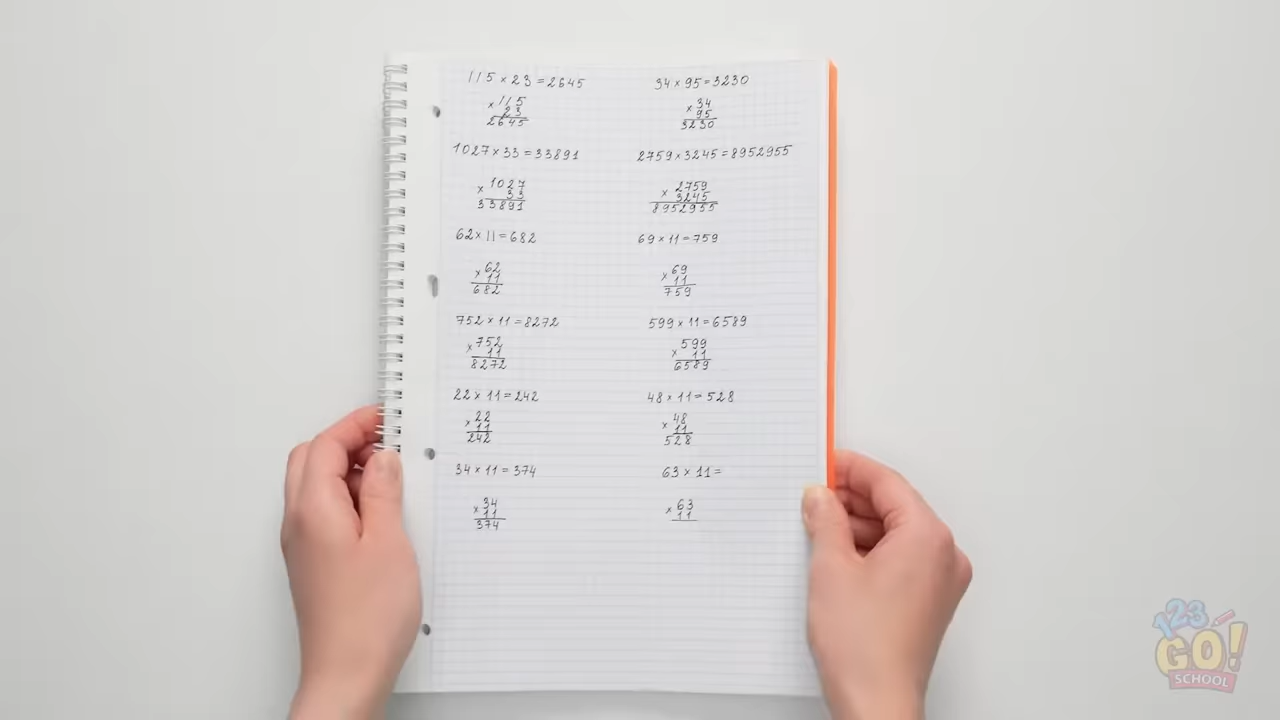 115 × 23 = 2645
× 115
23
2645
1027 × 33 = 33891
× 1027
33
33891
62 × 11 = 682
× 62
11
682
752 × 11 = 8272
× 752
11
8272
22 × 11 = 242
× 22
11
242
34 × 11 = 374
× 34
11
374
34 × 95 = 3230
× 34
95
3230
2759 × 3245 = 8952955
× 2759
3245
8952955
69 × 11 = 759
× 69
11
759
599 × 11 = 6589
× 599
11
6589
48 × 11 = 528
× 48
11
528
63 × 11 =
× 63
11
123
GO!
SCHOOL